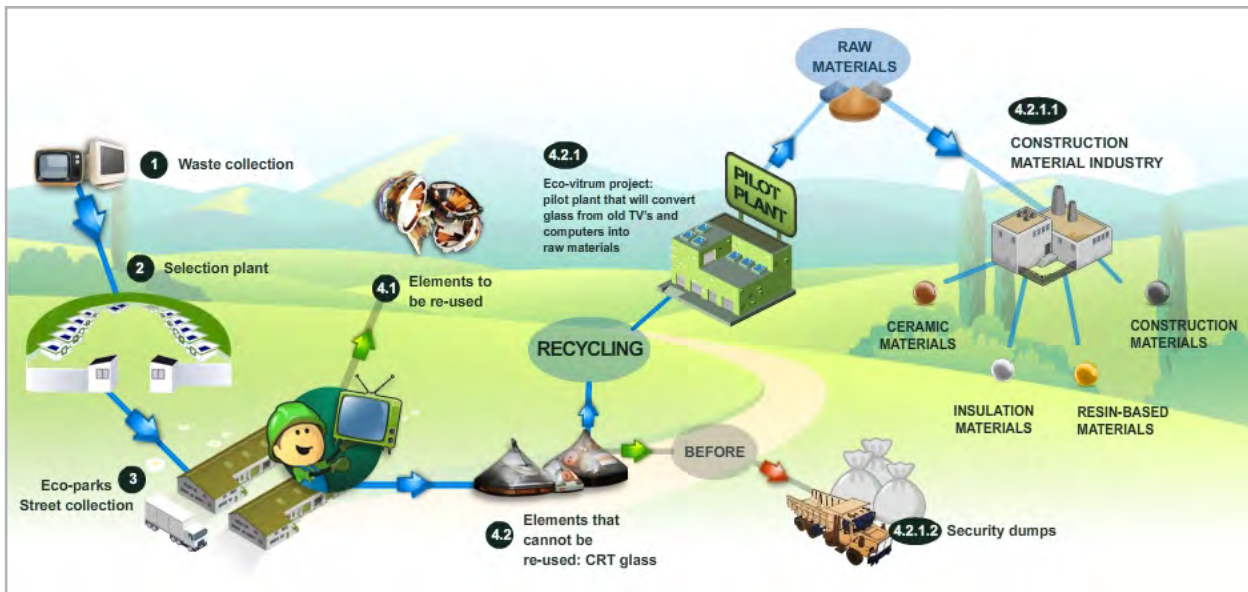 1 Waste collection
2 Selection plant
Eco-parks 3
Street collection
4.1 Elements to
be re-used
4.2 Elements that
cannot be
re-used: CRT glass
RECYCLING
BEFORE
4.2.1.2 Security dumps
4.2.1
Eco-vitrum project:
pilot plant that will convert
glass from old TV's and
computers into
raw materials
PILOT
PLANT
RAW
MATERIALS
4.2.1.1
CONSTRUCTION
MATERIAL INDUSTRY
CERAMIC
MATERIALS
INSULATION
MATERIALS
RESIN-BASED
MATERIALS
CONSTRUCTION
MATERIALS